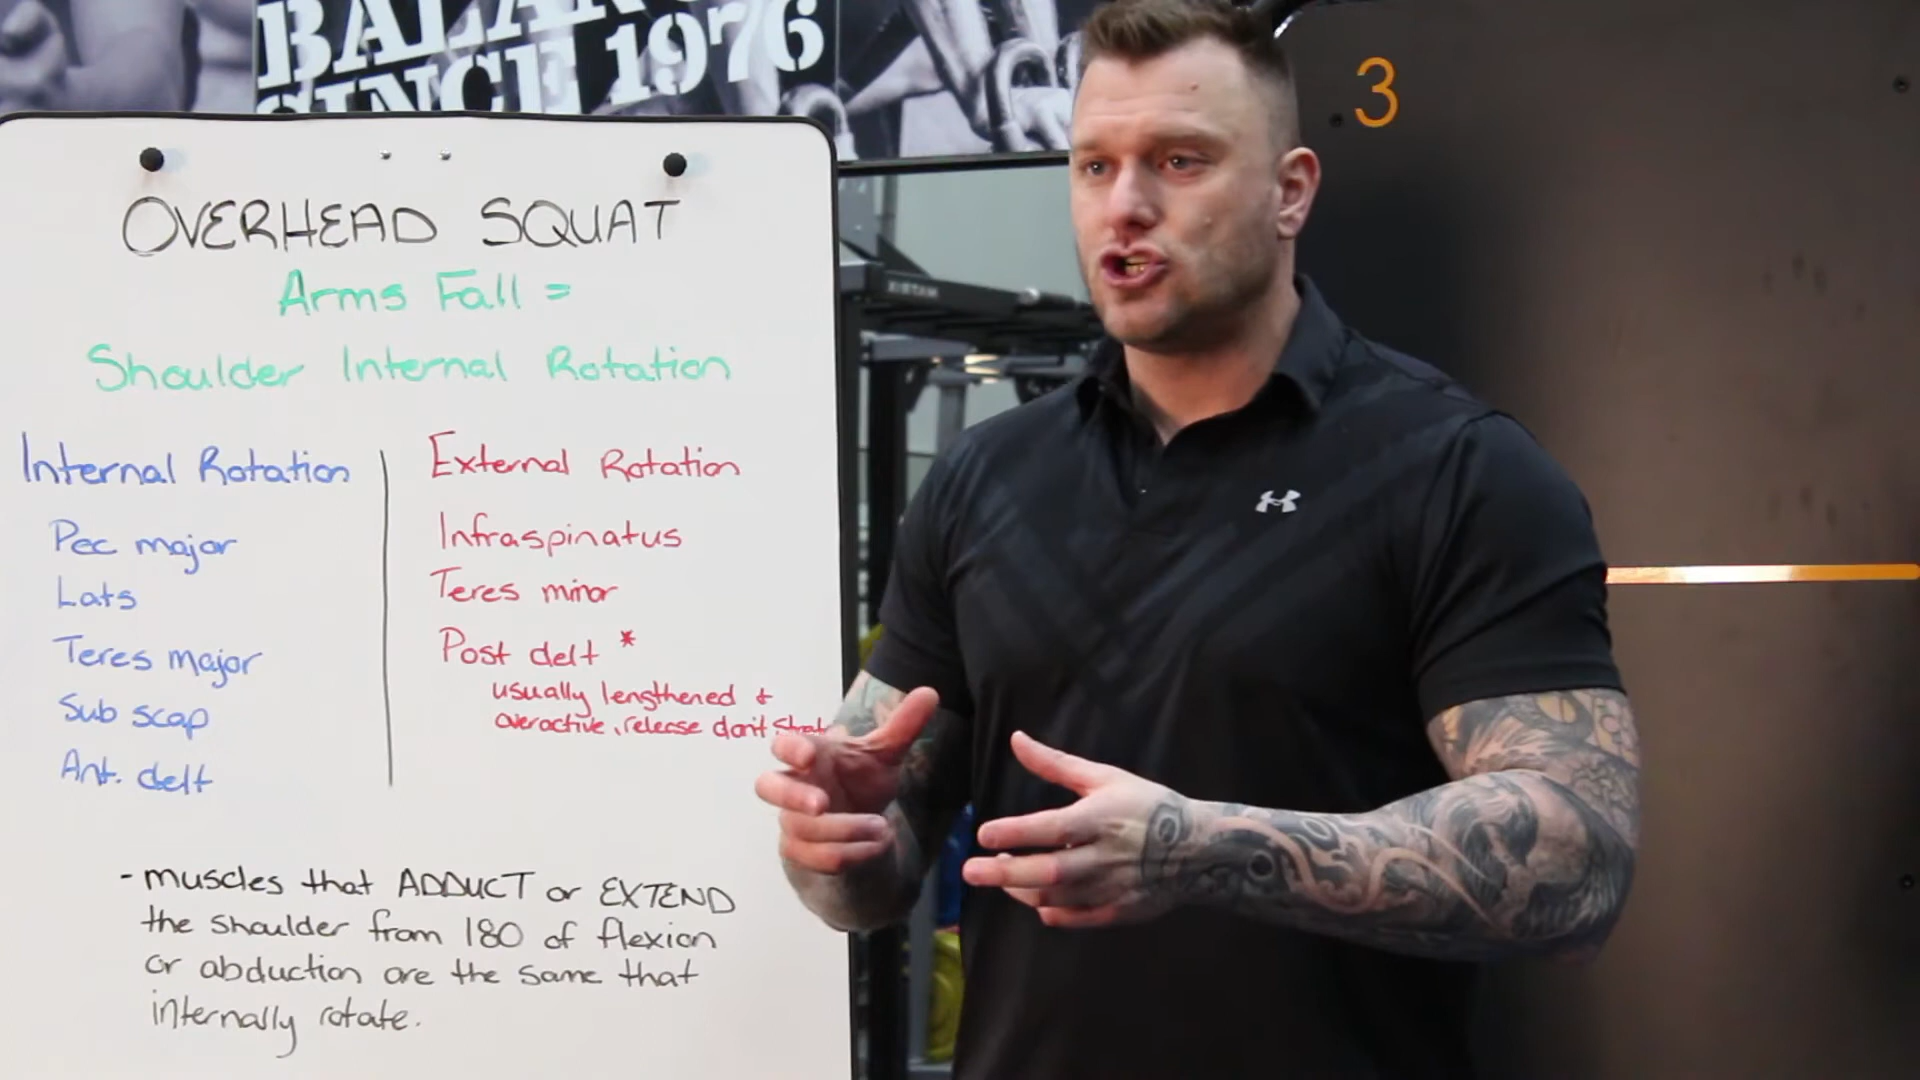 BALAN
SINCE 1976
3
OVERHEAD SQUAT
Arms Fall =
Shoulder Internal Rotation
Internal Rotation
Pec major
Lats
Teres major
Sub scap
Ant. delt
External Rotation
Infraspinatus
Teres minor
Post delt *
usually lengthened +
overactive, release don't
- muscles that ADDUCT or EXTEND
the shoulder from 180 of flexion
or abduction are the same that
internally rotate.
MATRIX